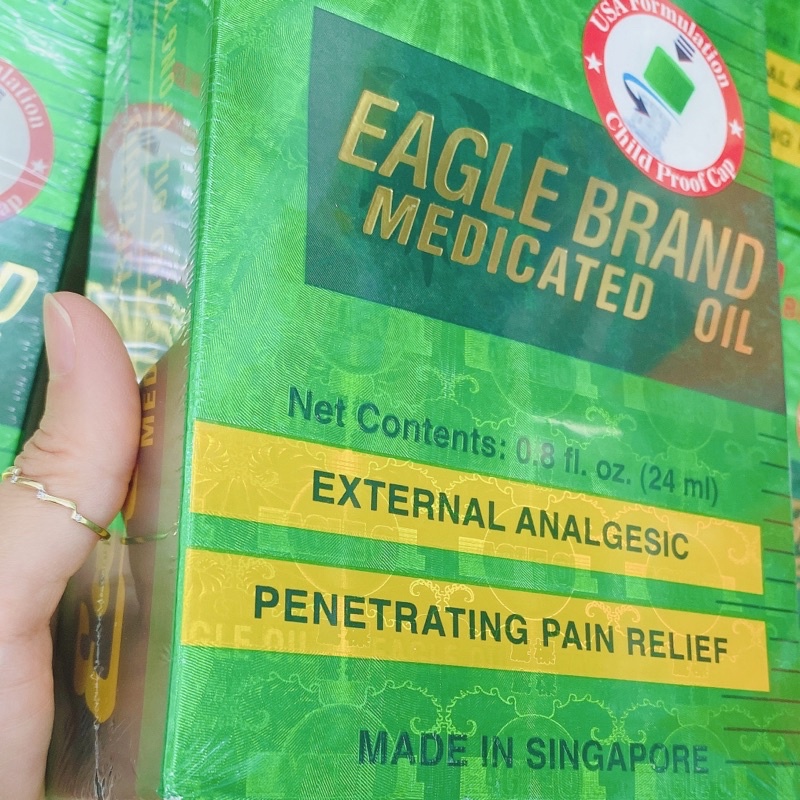 USA Formulation
Child Proof Cap
EAGLE BRAND
MEDICATED OIL
Net Contents: 0.8 fl. oz. (24 ml)
EXTERNAL ANALGESIC
PENETRATING PAIN RELIEF
MADE IN SINGAPORE